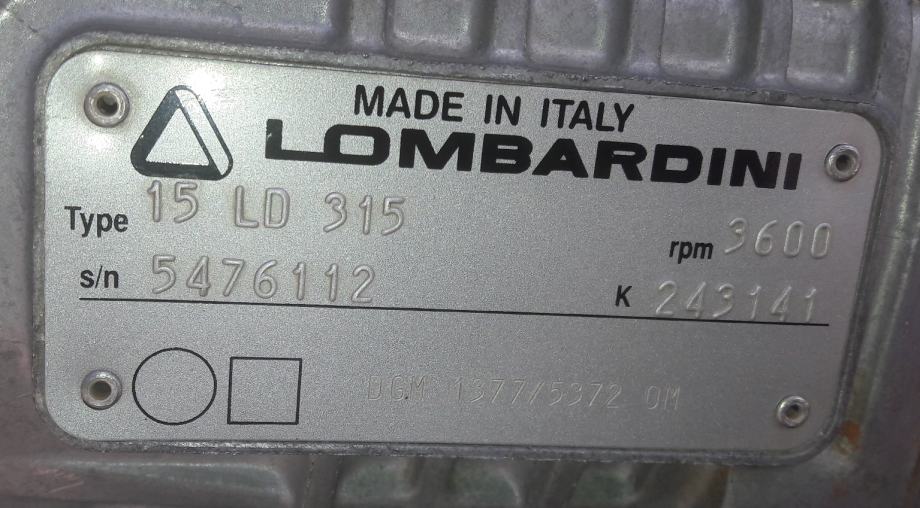 MADE IN ITALY
LOMBARDINI
Type 15 LD 315
rpm 3600
s/n 5476112
K 243141
DGM 1377/5372 OM